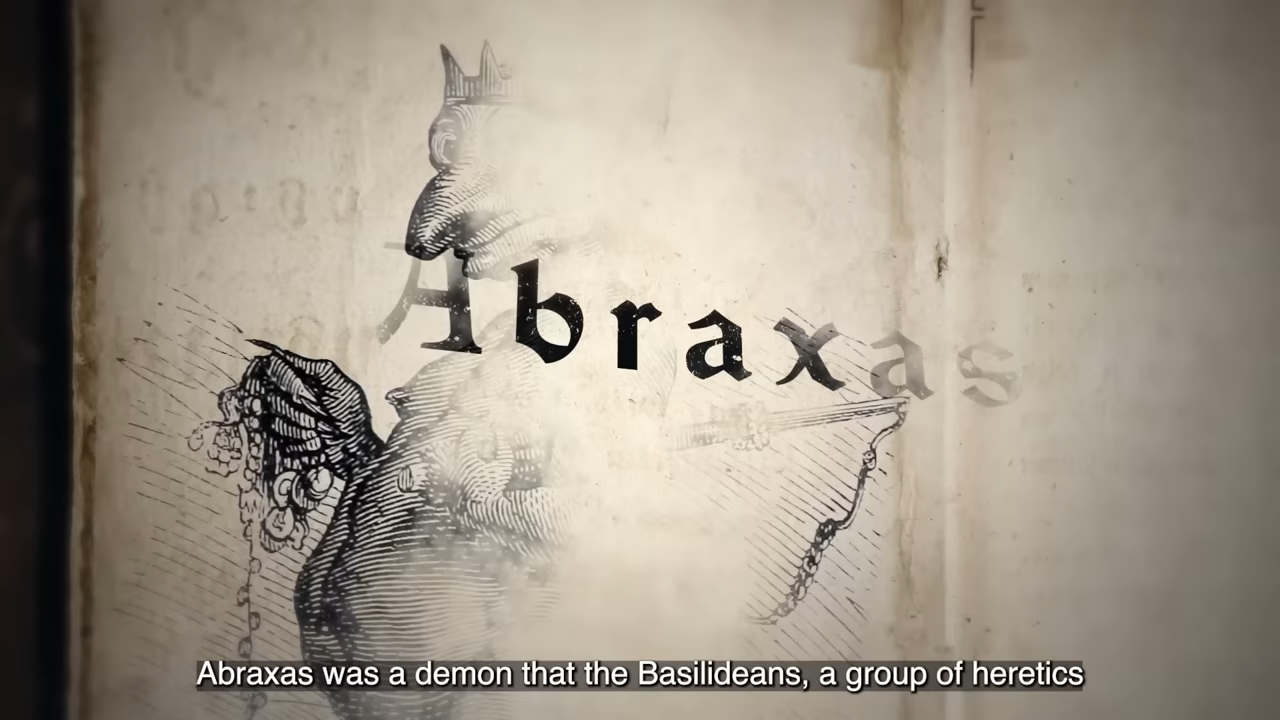 Abraxas
Abraxas was a demon that the Basilideans, a group of heretics